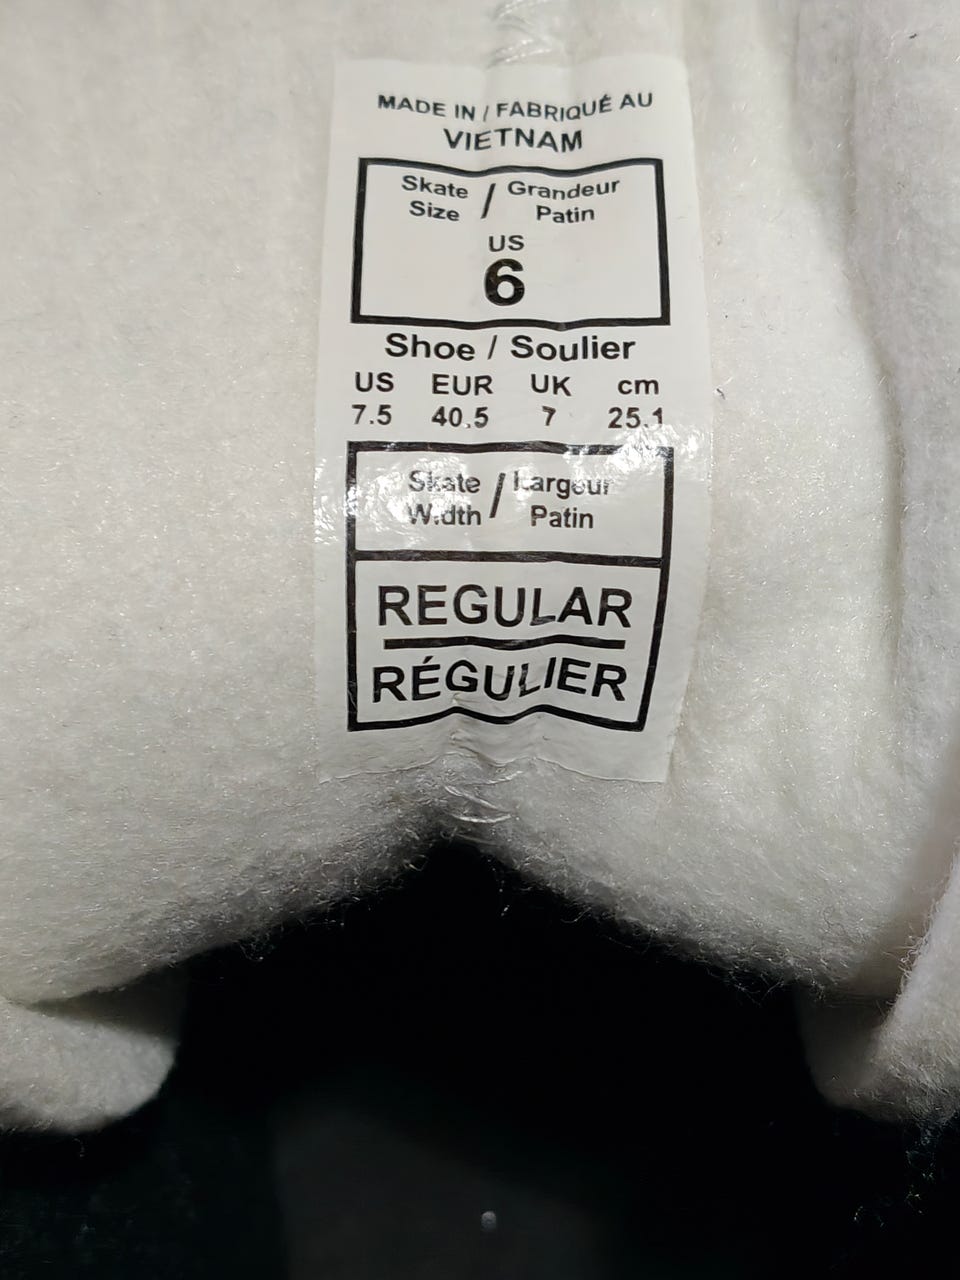 MADE IN / FABRIQUÉ AU
VIETNAM
Skate / Grandeur
Size Patin
US
6
Shoe / Soulier
US EUR UK cm
7.5 40.5 7 25.1
Skate / Largeur
Width Patin
REGULAR
RÉGULIER